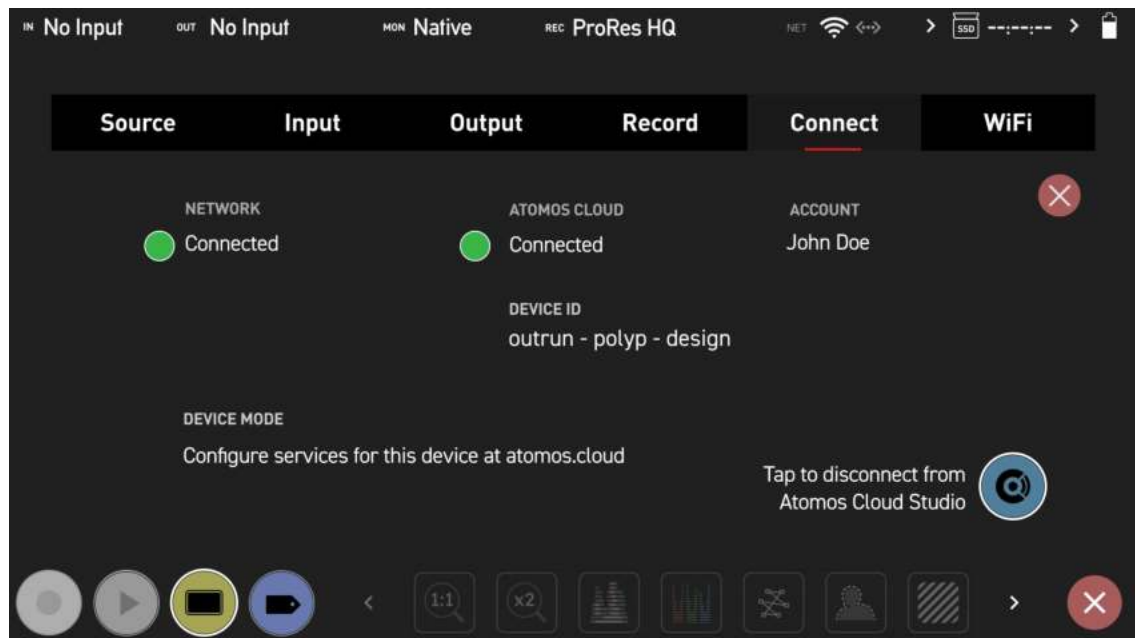 IN No Input OUT No Input MON Native REC ProRes HQ NET SSD --:--:--
Source Input Output Record Connect WiFi
NETWORK ATOMOS CLOUD ACCOUNT
Connected Connected John Doe
DEVICE ID
outrun - polyp - design
DEVICE MODE
Configure services for this device at atomos.cloud
Tap to disconnect from
Atomos Cloud Studio
1:1 x2